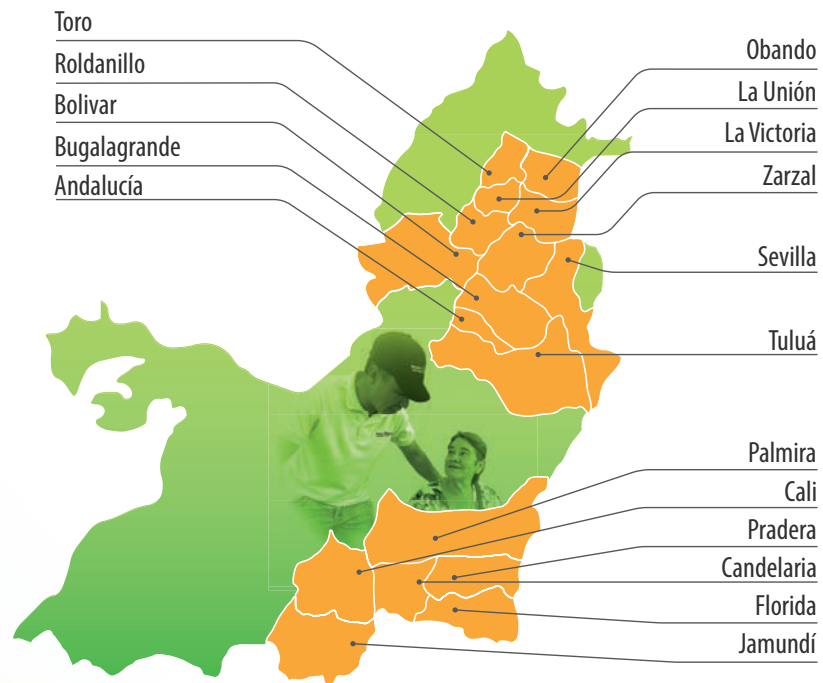 Toro
Roldanillo
Bolivar
Bugalagrande
Andalucía
Obando
La Unión
La Victoria
Zarzal
Sevilla
Tuluá
Palmira
Cali
Pradera
Candelaria
Florida
Jamundí